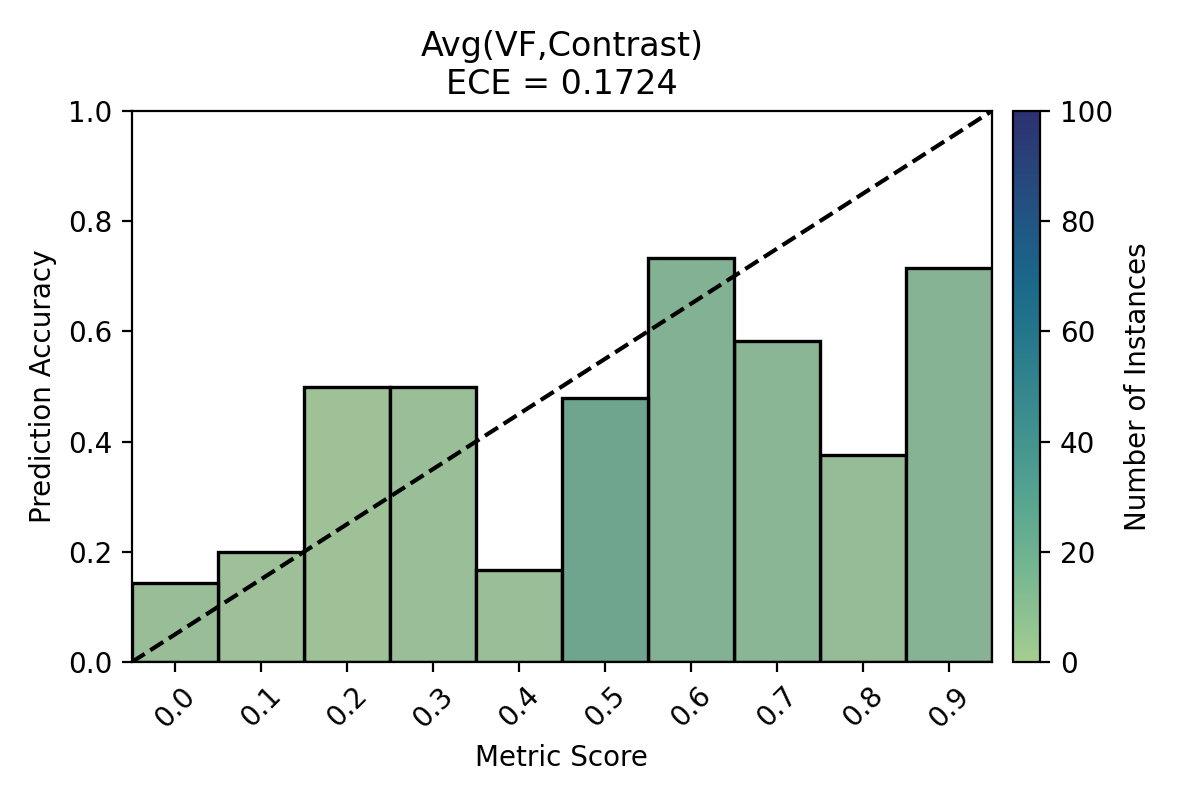 Avg(VF,Contrast)
ECE = 0.1724
Prediction Accuracy
1.0
0.8
0.6
0.4
0.2
0.0
0.0 0.1 0.2 0.3 0.4 0.5 0.6 0.7 0.8 0.9
Metric Score
100
80
60
40
20
0
Number of Instances